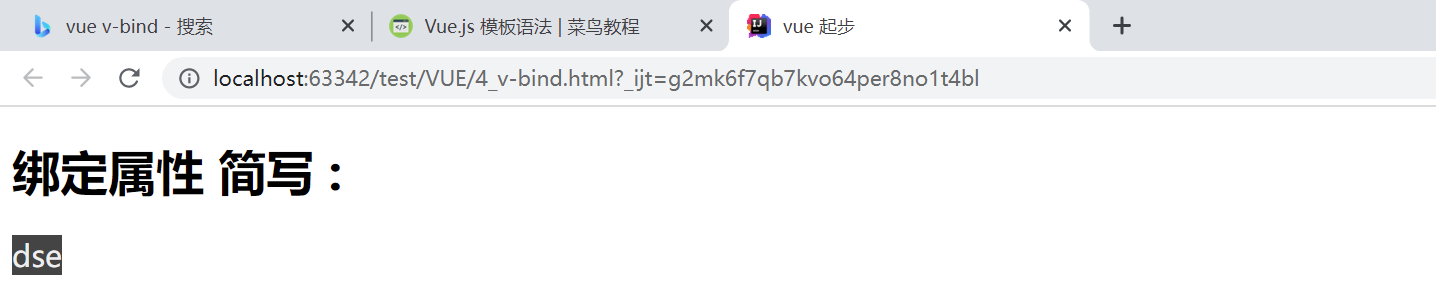 vue v-bind - 搜索
Vue.js 模板语法 | 菜鸟教程
vue 起步
localhost:63342/test/VUE/4_v-bind.html?_ijt=g2mk6f7qb7kvo64per8no1t4bl
绑定属性 简写：
dse